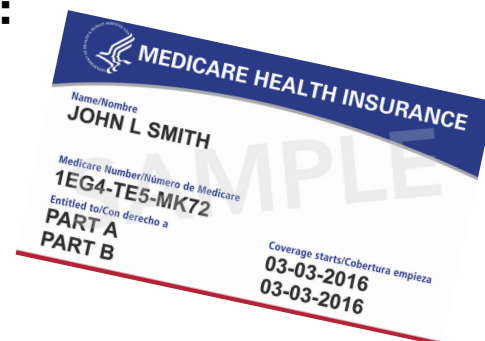 :
MEDICARE HEALTH INSURANCE
Name/Nombre
JOHN L SMITH
SAMPLE
Medicare Number/Número de Medicare
1EG4-TE5-MK72
Entitled to/Con derecho a
PART A
PART B
Coverage starts/Cobertura empieza
03-03-2016
03-03-2016